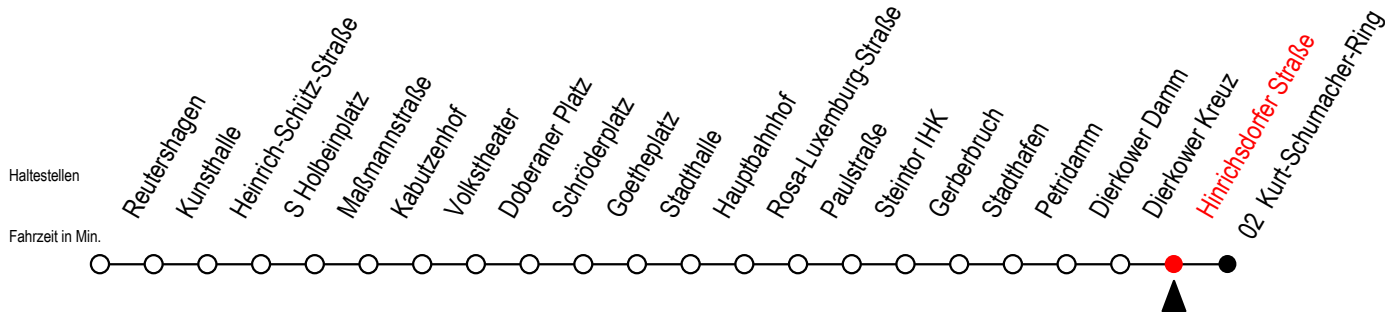 Haltestellen
Fahrzeit in Min.
Reutershagen
Kunsthalle
Heinrich-Schütz-Straße
S Holbeinplatz
Maßmannstraße
Kabutzenhof
Volkstheater
Doberaner Platz
Schröderplatz
Goetheplatz
Stadthalle
Hauptbahnhof
Rosa-Luxemburg-Straße
Paulstraße
Steintor IHK
Gerberbruch
Stadthafen
Petridamm
Dierkower Damm
Dierkower Kreuz
Hinrichsdorfer Straße
02 Kurt-Schumacher-Ring